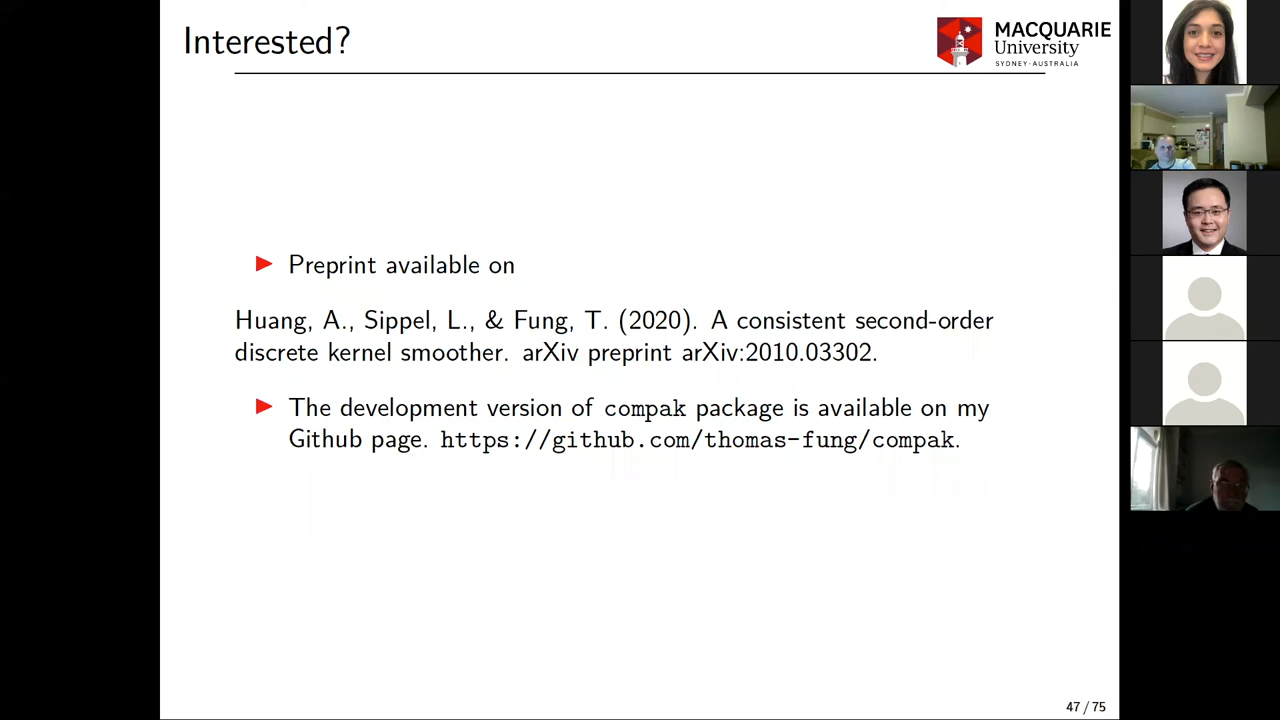 Interested?
MACQUARIE
University
SYDNEY·AUSTRALIA
▶ Preprint available on
Huang, A., Sippel, L., & Fung, T. (2020). A consistent second-order
discrete kernel smoother. arXiv preprint arXiv:2010.03302.
▶ The development version of compak package is available on my
Github page. https://github.com/thomas-fung/compak.
47 / 75